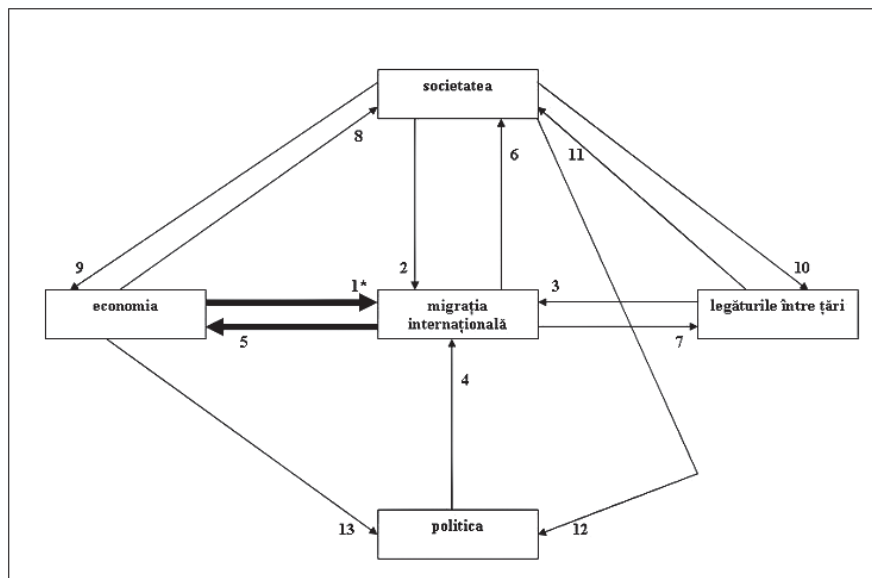 societatea
8
6
11
9
2
10
1*
3
economia
migrația
internațională
legăturile între țări
5
7
4
13
politica
12